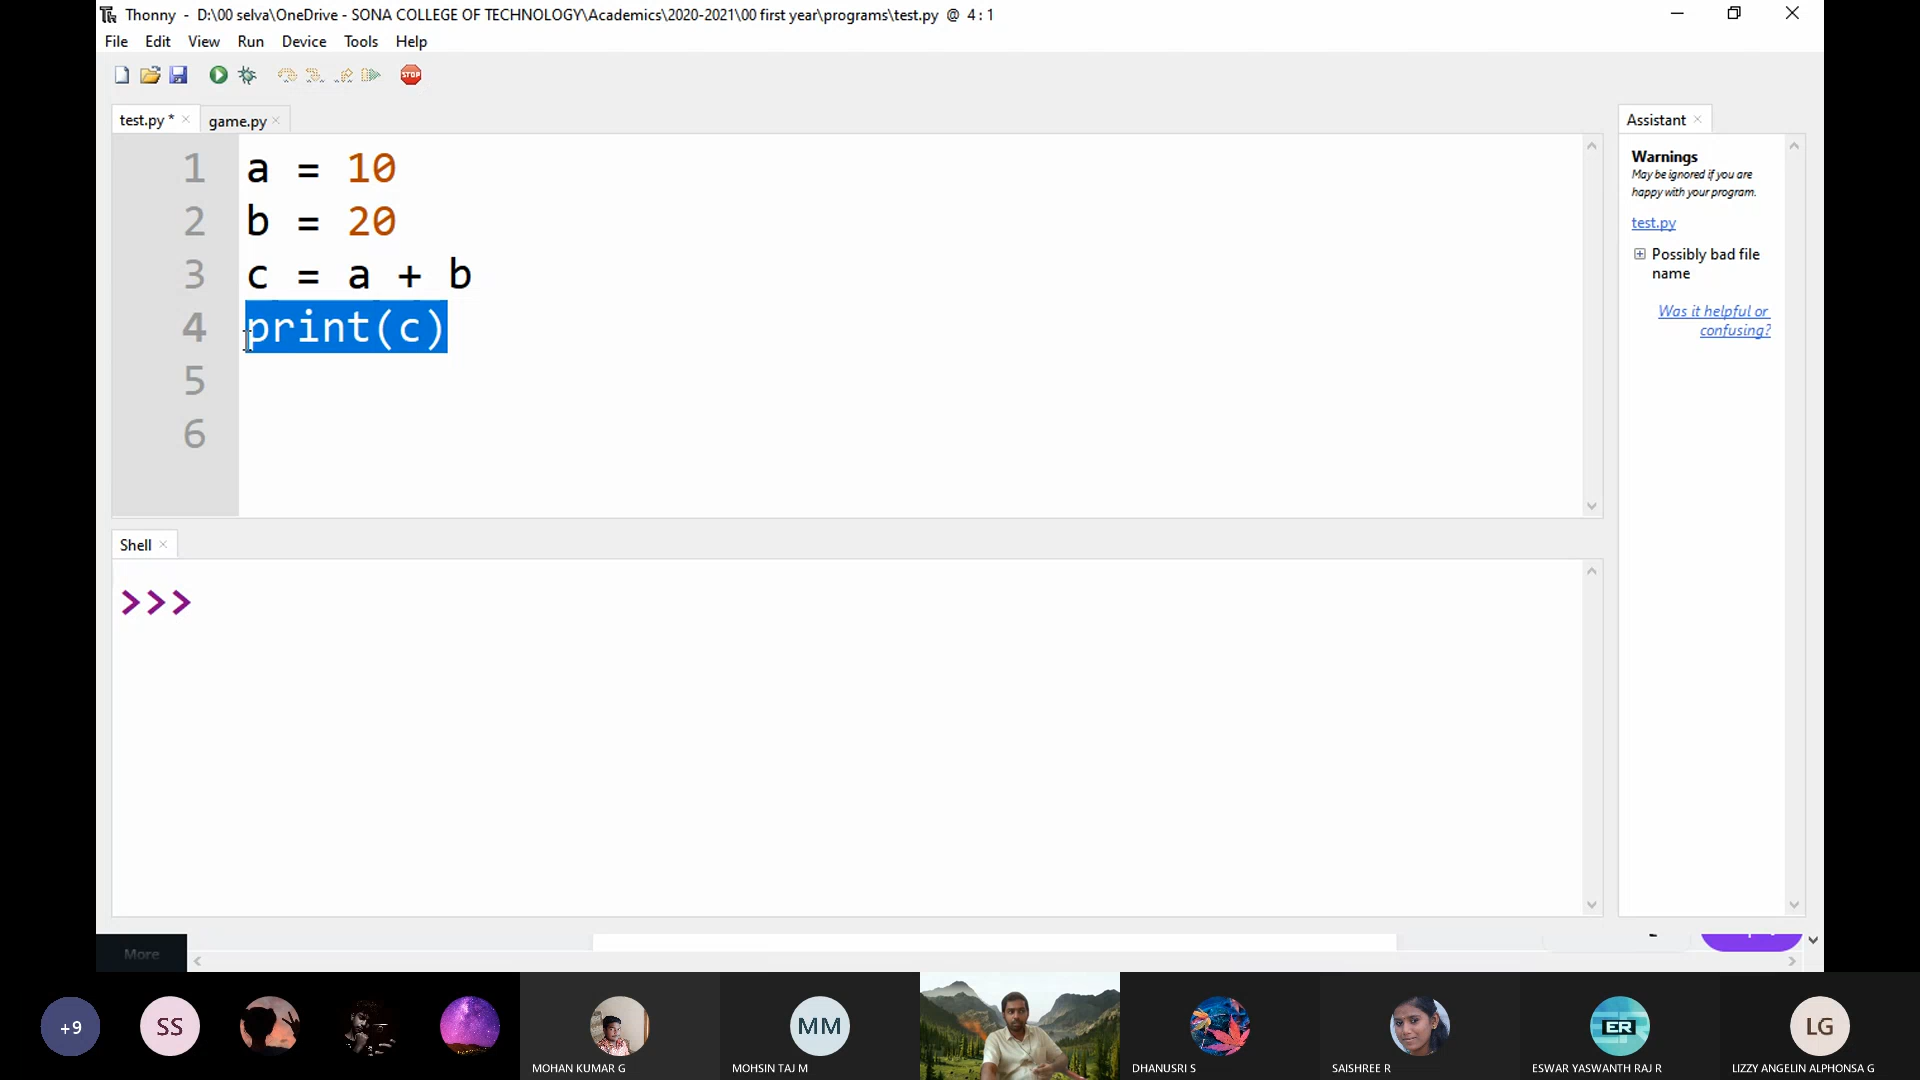 Thonny - D:\00 selva\OneDrive - SONA COLLEGE OF TECHNOLOGY\Academics\2020-2021\00 first year\programs\test.py @ 4:1
File Edit View Run Device Tools Help
STOP
test.py * × game.py ×
1 a = 10
2 b = 20
3 c = a + b
4 print(c)
5
6
Assistant ×
Warnings
May be ignored if you are
happy with your program.
test.py
Possibly bad file
name
Was it helpful or
confusing?
Shell ×
>>>
More
+9
SS
MM
ER
LG
MOHAN KUMAR G
MOHSIN TAJ M
DHANUSRI S
SAISHREE R
ESWAR YASWANTH RAJ R
LIZZY ANGELIN ALPHONSA G